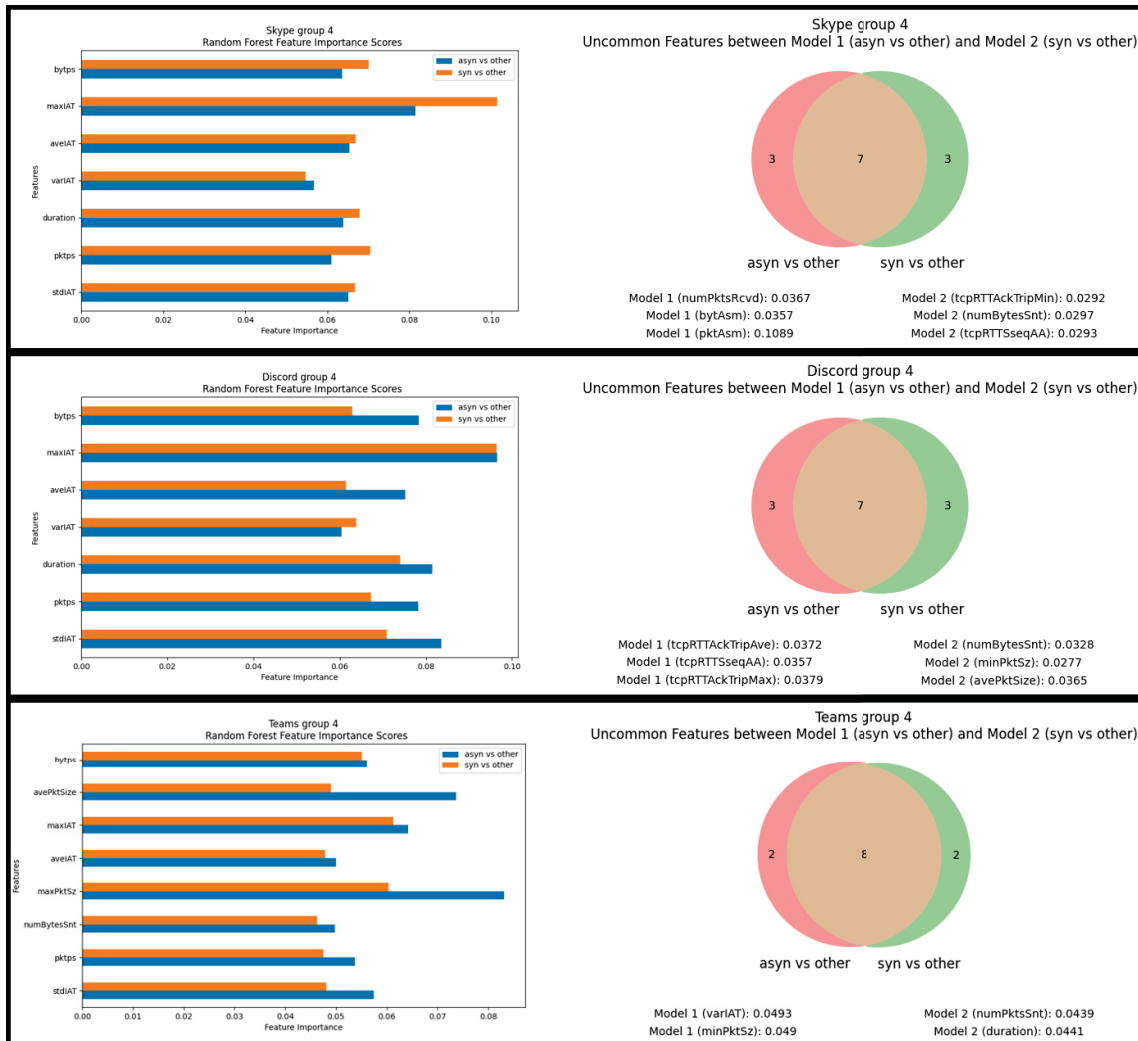 Skype group 4
Random Forest Feature Importance Scores
asyn vs other
syn vs other
bytps
maxIAT
aveIAT
varIAT
duration
pktps
stdIAT
Features
0.00 0.02 0.04 0.06 0.08 0.10
Feature Importance
Skype group 4
Uncommon Features between Model 1 (asyn vs other) and Model 2 (syn vs other)
3 7 3
asyn vs other syn vs other
Model 1 (numPktsRcvd): 0.0367 Model 2 (tcpRTTAckTripMin): 0.0292
Model 1 (bytAsm): 0.0357 Model 2 (numBytesSnt): 0.0297
Model 1 (pktAsm): 0.1089 Model 2 (tcpRTTSseqAA): 0.0293
Discord group 4
Random Forest Feature Importance Scores
asyn vs other
syn vs other
bytps
maxIAT
aveIAT
varIAT
duration
pktps
stdIAT
Features
0.00 0.02 0.04 0.06 0.08 0.10
Discord group 4
Uncommon Features between Model 1 (asyn vs other) and Model 2 (syn vs other)
3 7 3
asyn vs other syn vs other
Model 1 (tcpRTTAckTripAve): 0.0372 Model 2 (numBytesSnt): 0.0328
Model 1 (tcpRTTSseqAA): 0.0357 Model 2 (minPktSz): 0.0277
Model 1 (tcpRTTAckTripMax): 0.0379 Model 2 (avePktSize): 0.0365
Teams group 4
Random Forest Feature Importance Scores
asyn vs other
syn vs other
bytps
avePktSize
maxIAT
aveIAT
maxPktSz
numBytesSnt
pktps
stdIAT
Features
0.00 0.01 0.02 0.03 0.04 0.05 0.06 0.07 0.08
Feature Importance
Teams group 4
Uncommon Features between Model 1 (asyn vs other) and Model 2 (syn vs other)
2 8 2
asyn vs other syn vs other
Model 1 (varIAT): 0.0493 Model 2 (numPktsSnt): 0.0439
Model 1 (minPktSz): 0.049 Model 2 (duration): 0.0441